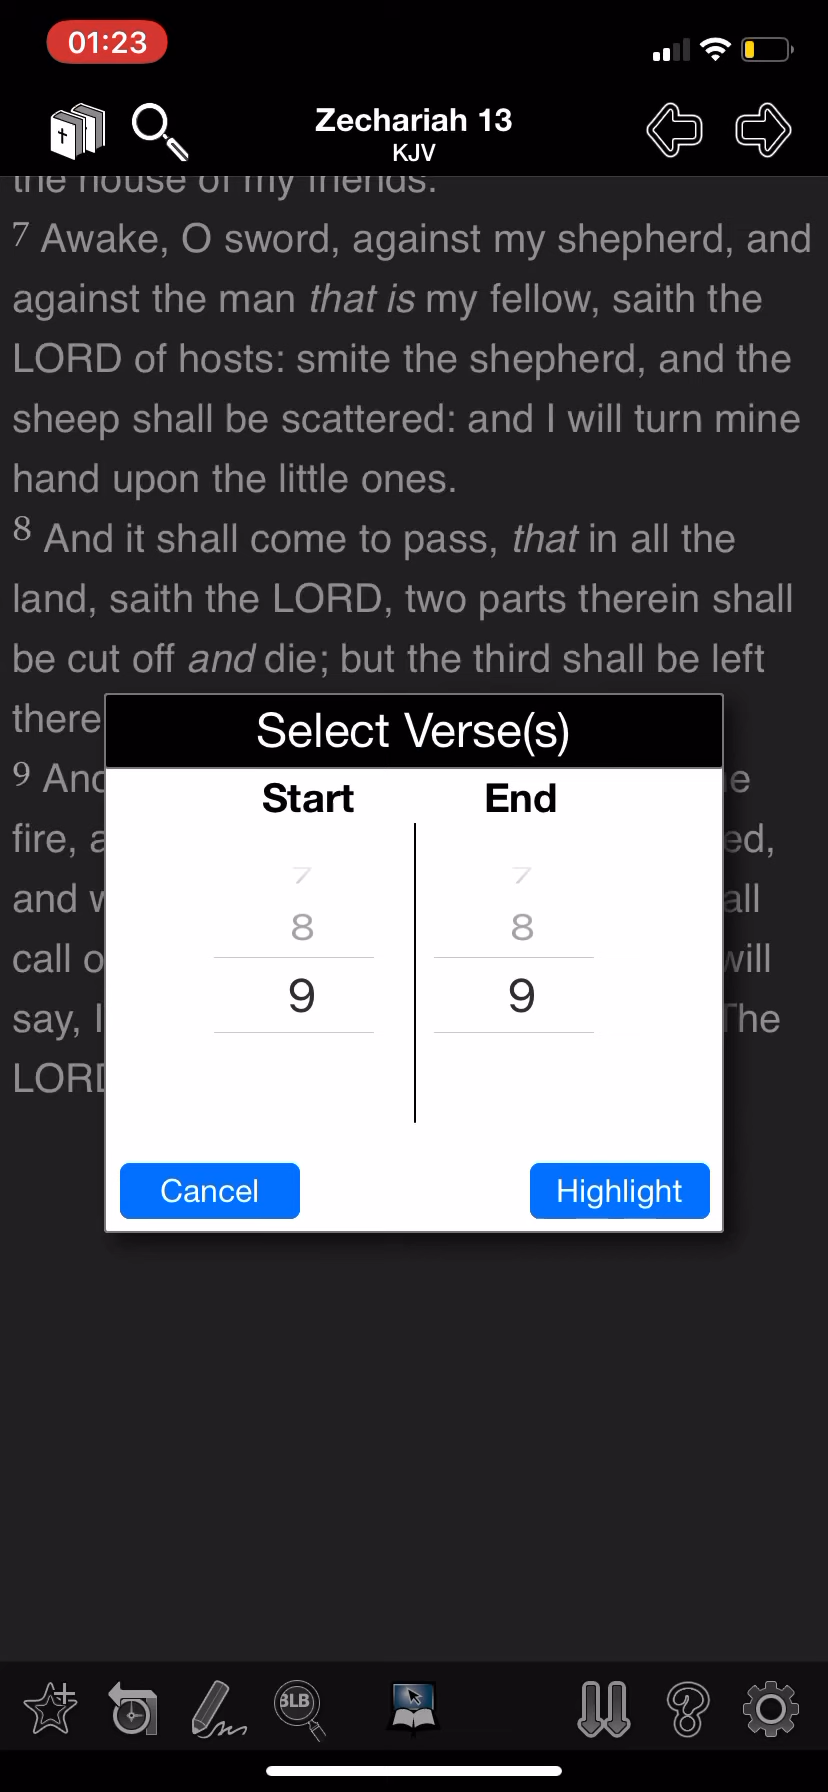 01:23
Zechariah 13
KJV
the house of my friends.
7 Awake, O sword, against my shepherd, and
against the man that is my fellow, saith the
LORD of hosts: smite the shepherd, and the
sheep shall be scattered: and I will turn mine
hand upon the little ones.
8 And it shall come to pass, that in all the
land, saith the LORD, two parts therein shall
be cut off and die; but the third shall be left
there
Select Verse(s)
9 And e
Start End
fire, ed,
7 7
and all
8 8
call will
9 9
say, The
LORD
Cancel Highlight
BLB